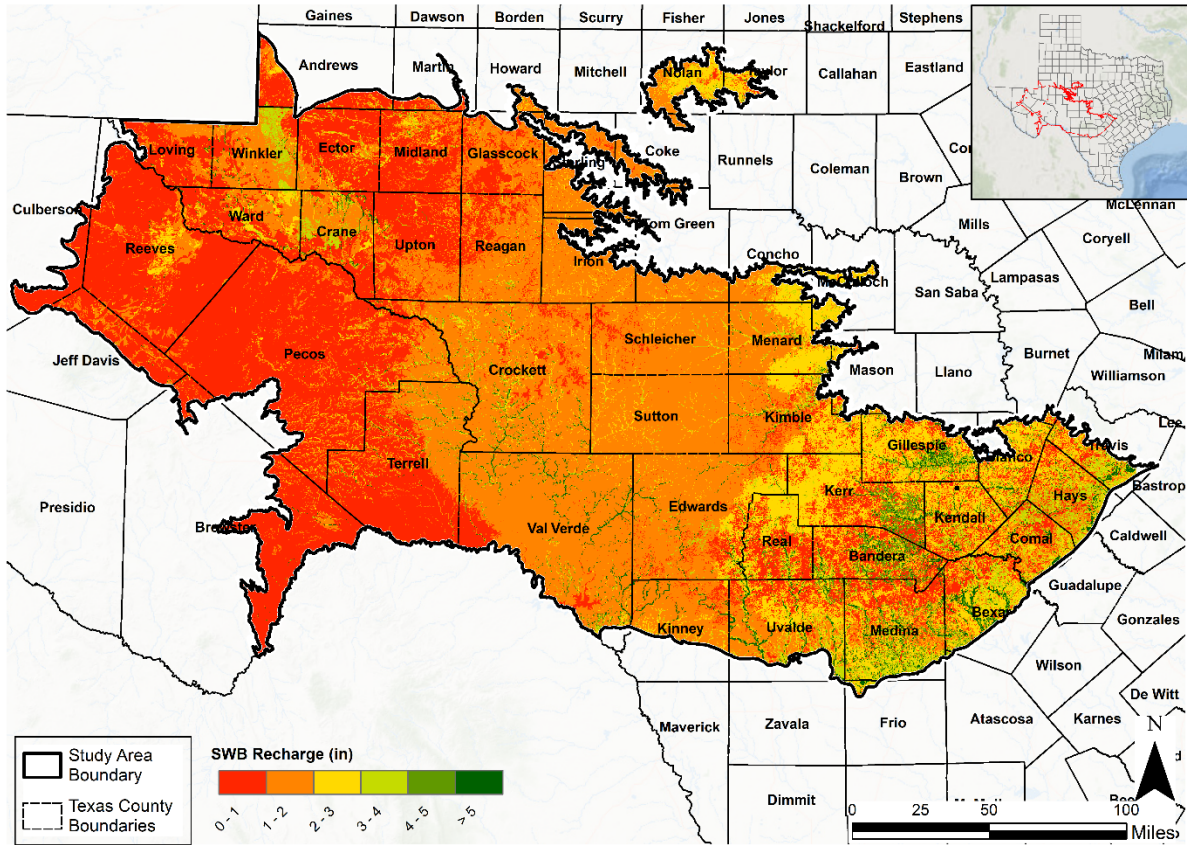 Gaines
Dawson
Borden
Scurry
Fisher
Jones
Shackelford
Stephens
Andrews
Martin
Howard
Mitchell
Nolan
Taylor
Callahan
Eastland
Loving
Winkler
Ector
Midland
Glasscock
Sterling
Coke
Runnels
Coleman
Brown
McLennan
Culberson
Ward
Crane
Upton
Reagan
Irion
Tom Green
Concho
Mills
Coryell
Reeves
McCulloch
San Saba
Lampasas
Bell
Jeff Davis
Pecos
Crockett
Schleicher
Menard
Mason
Llano
Burnet
Milam
Williamson
Sutton
Kimble
Gillespie
Blanco
Travis
Lee
Terrell
Presidio
Brewster
Val Verde
Edwards
Kerr
Kendall
Hays
Bastrop
Real
Bandera
Comal
Caldwell
Guadalupe
Kinney
Uvalde
Medina
Bexar
Gonzales
Wilson
De Witt
Maverick
Zavala
Frio
Atascosa
Karnes
Dimmit
Study Area
Boundary
Texas County
Boundaries
SWB Recharge (in)
0 - 1
1 - 2
2 - 3
3 - 4
4 - 5
> 5
N
0 25 50 100
Miles